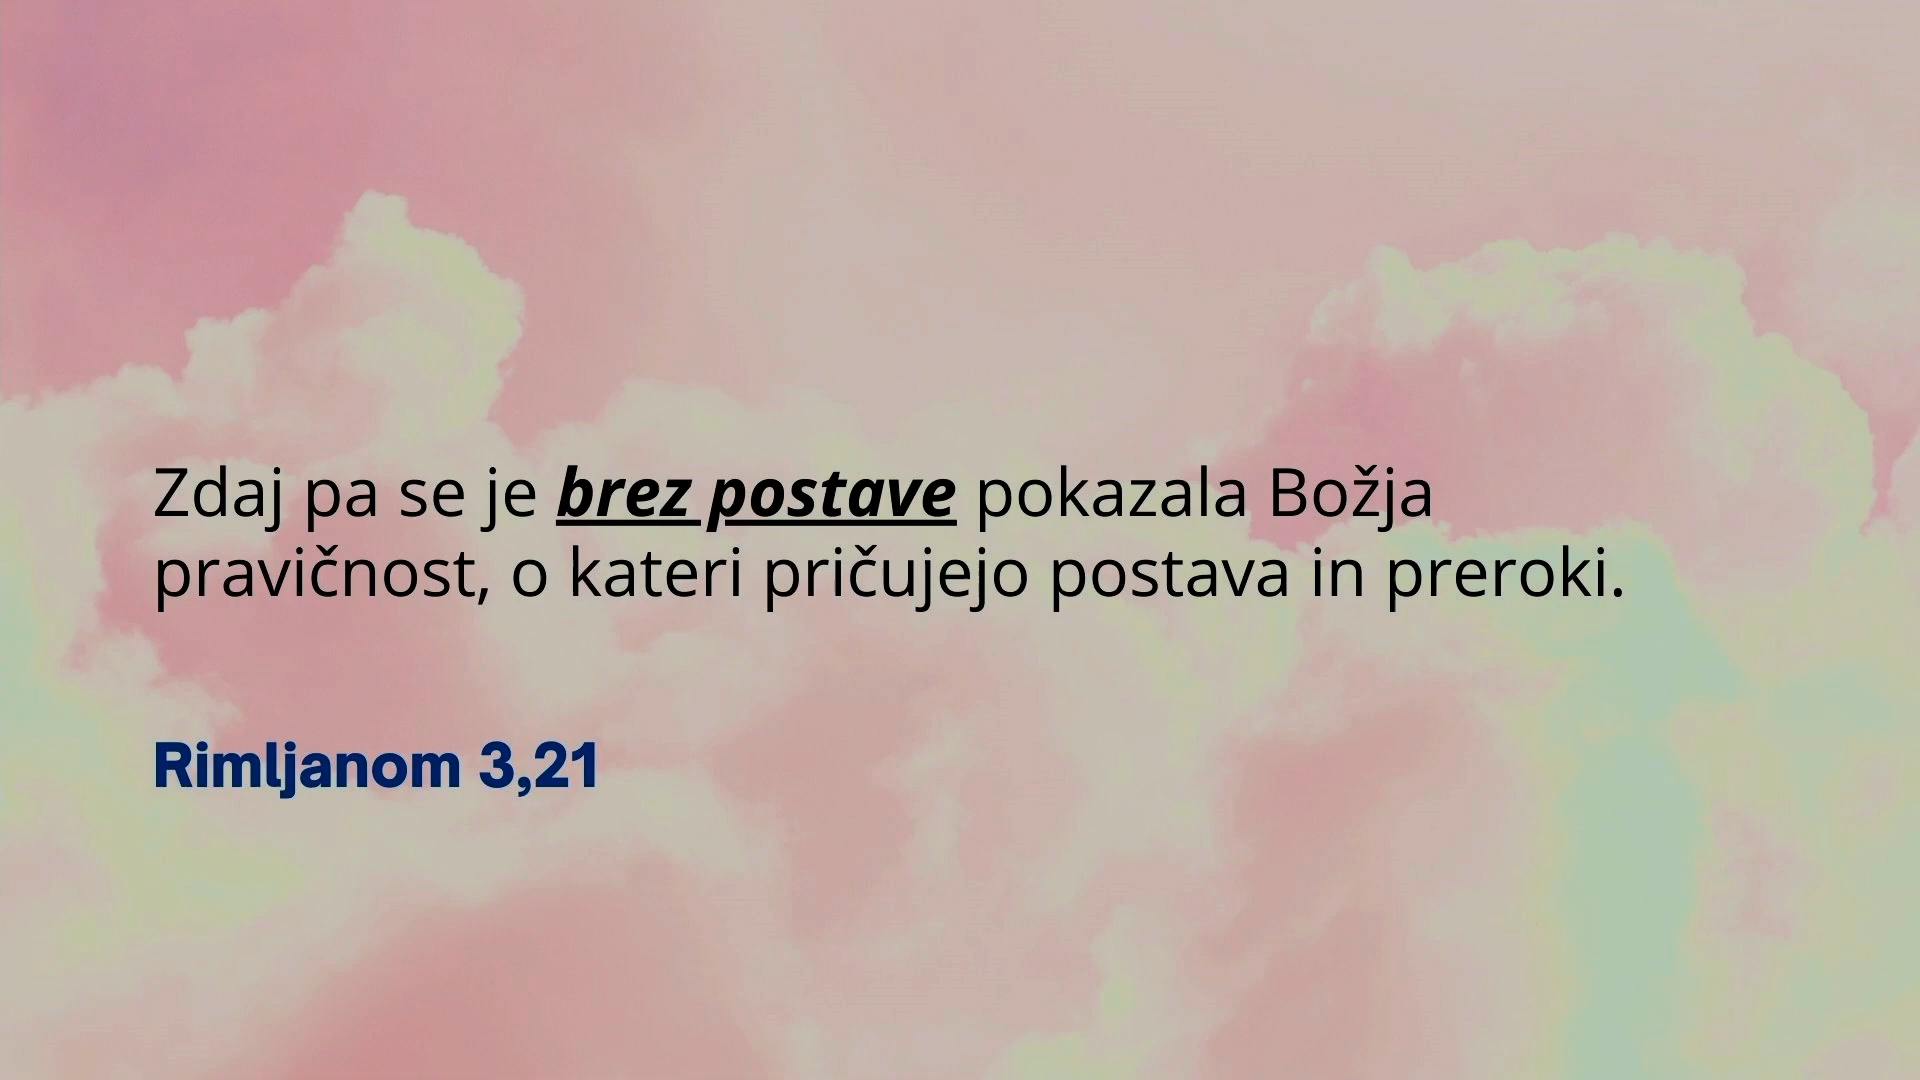 Zdaj pa se je brez postave pokazala Božja
pravičnost, o kateri pričujejo postava in preroki.
Rimljanom 3,21